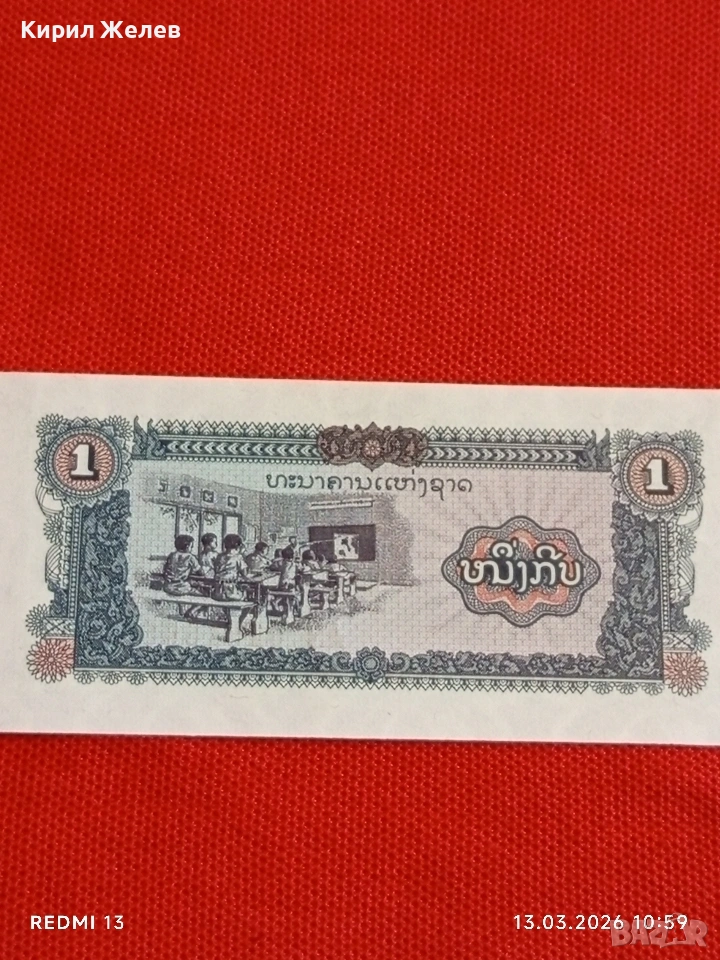 Кирил Желев
1
1
ທະນາຄານແຫ່ງຊາດ
ໜຶ່ງກີບ
REDMI 13
13.03.2026 10:59
BAZAR